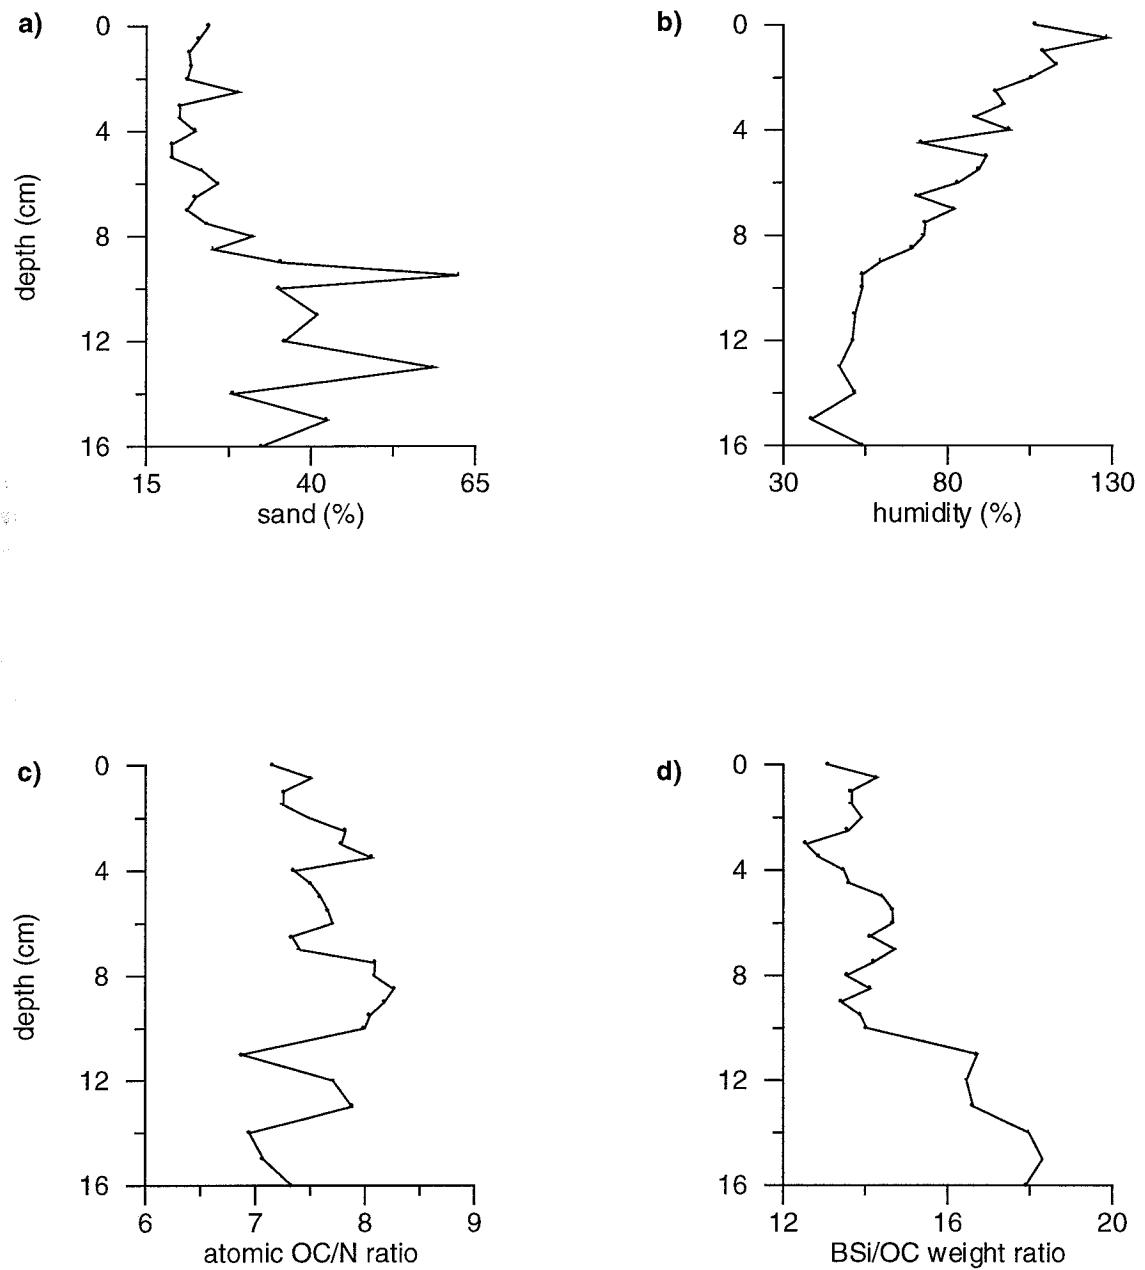 a)
0
4
8
12
16
depth (cm)
15 40 65
sand (%)
b)
0
4
8
12
16
30 80 130
humidity (%)
c)
0
4
8
12
16
depth (cm)
6 7 8 9
atomic OC/N ratio
d)
0
4
8
12
16
12 16 20
BSi/OC weight ratio